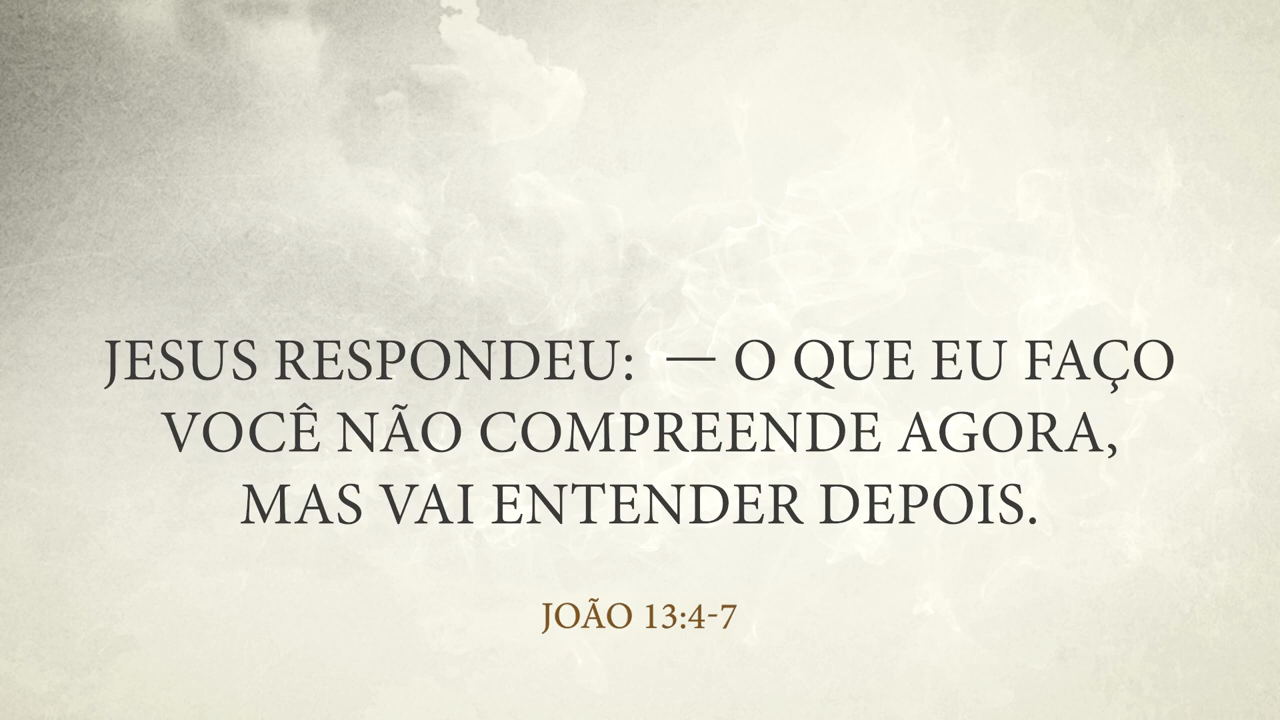 JESUS RESPONDEU: — O QUE EU FAÇO
VOCÊ NÃO COMPREENDE AGORA,
MAS VAI ENTENDER DEPOIS.
JOÃO 13:4-7